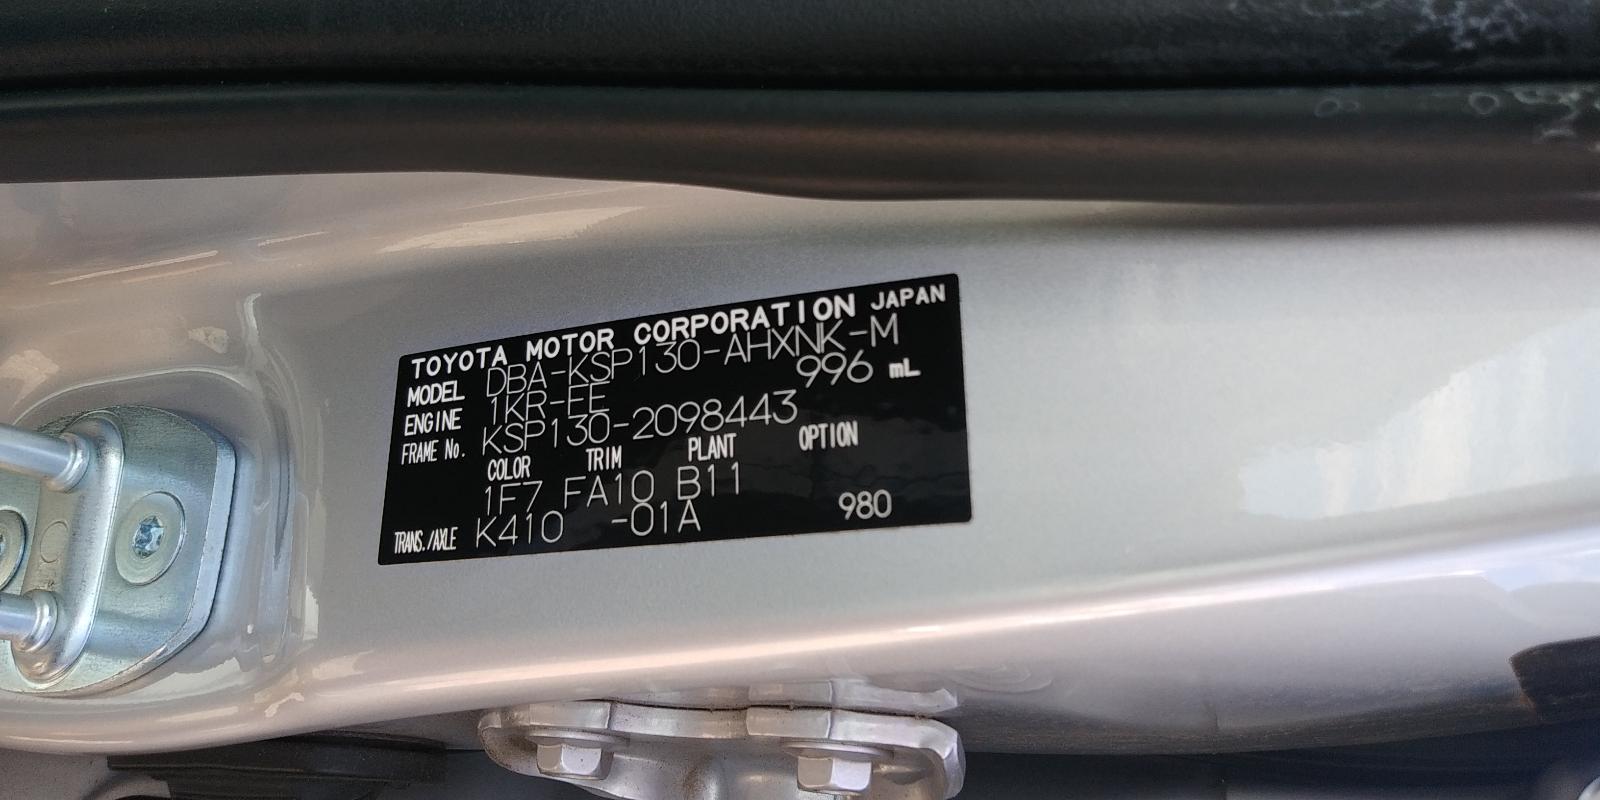 TOYOTA MOTOR CORPORATION JAPAN
MODEL DBA-KSP130-AHXNK-M
ENGINE 1KR-FE 996 mL
FRAME No. KSP130-2098443
COLOR TRIM PLANT OPTION
1F7 FA10 B11
TRANS./AXLE K410 -01A 980